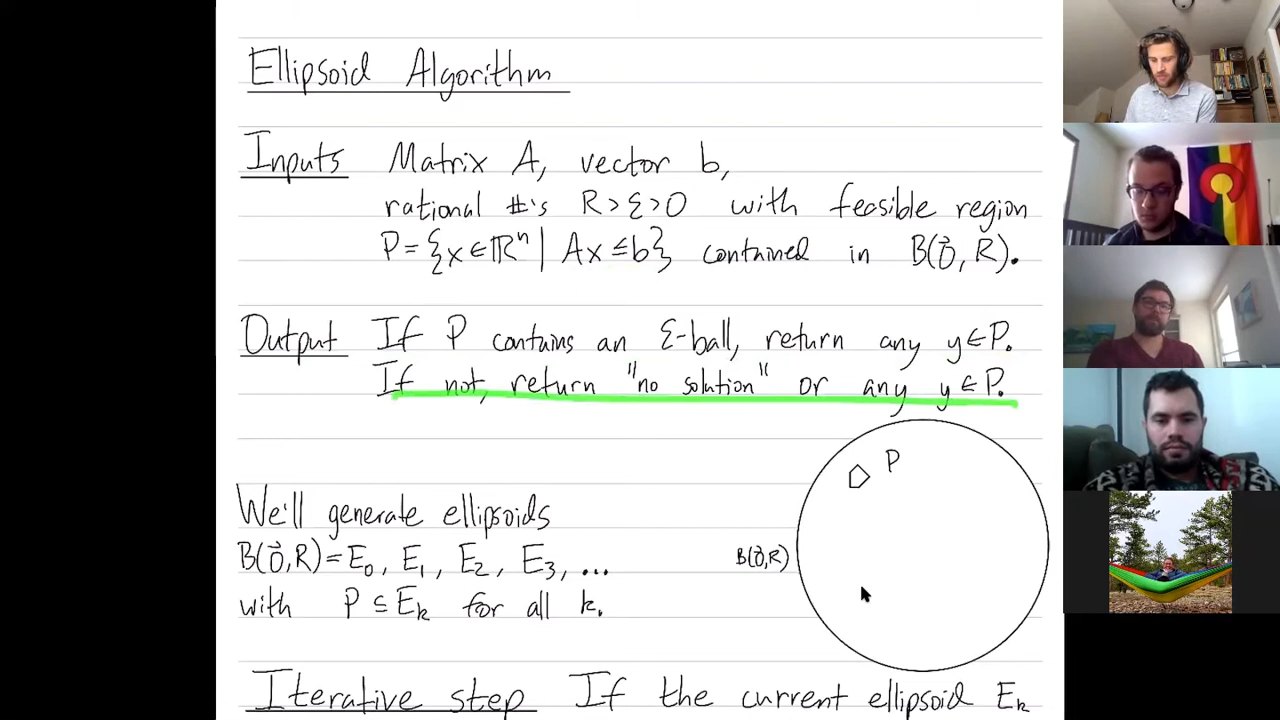 Ellipsoid Algorithm
Inputs Matrix A, vector b,
rational #'s R > ε > 0 with feasible region
P = {x ∈ ℝⁿ | Ax ≤ b} contained in B(0⃗, R).
Output If P contains an ε-ball, return any y ∈ P.
If not, return "no solution" or any y ∈ P.
P
We'll generate ellipsoids
B(0⃗,R) = E₀, E₁, E₂, E₃, ...
B(0⃗,R)
with P ⊆ Eₖ for all k.
Iterative step If the current ellipsoid Eₖ